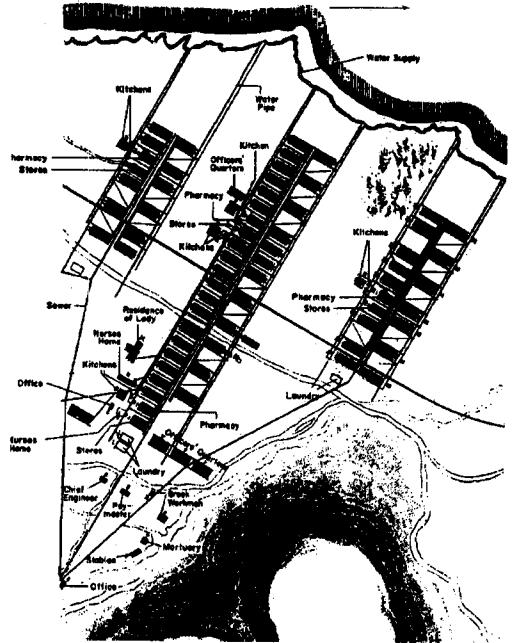 Water Supply
Kitchens
Water
Pipe
Kitchen
Officers'
Quarters
harmacy
Stores
Pharmacy
Stores
Kitchens
Kitchens
Pharmacy
Stores
Sewer
Residence
of Lady
Nurses
Home
Kitchens
Office
Laundry
Pharmacy
urses
Home
Stores
Officers' Quarters
Laundry
Chief
Engineer
Pay-
master
Greek
Workmen
Mortuary
Stables
Office